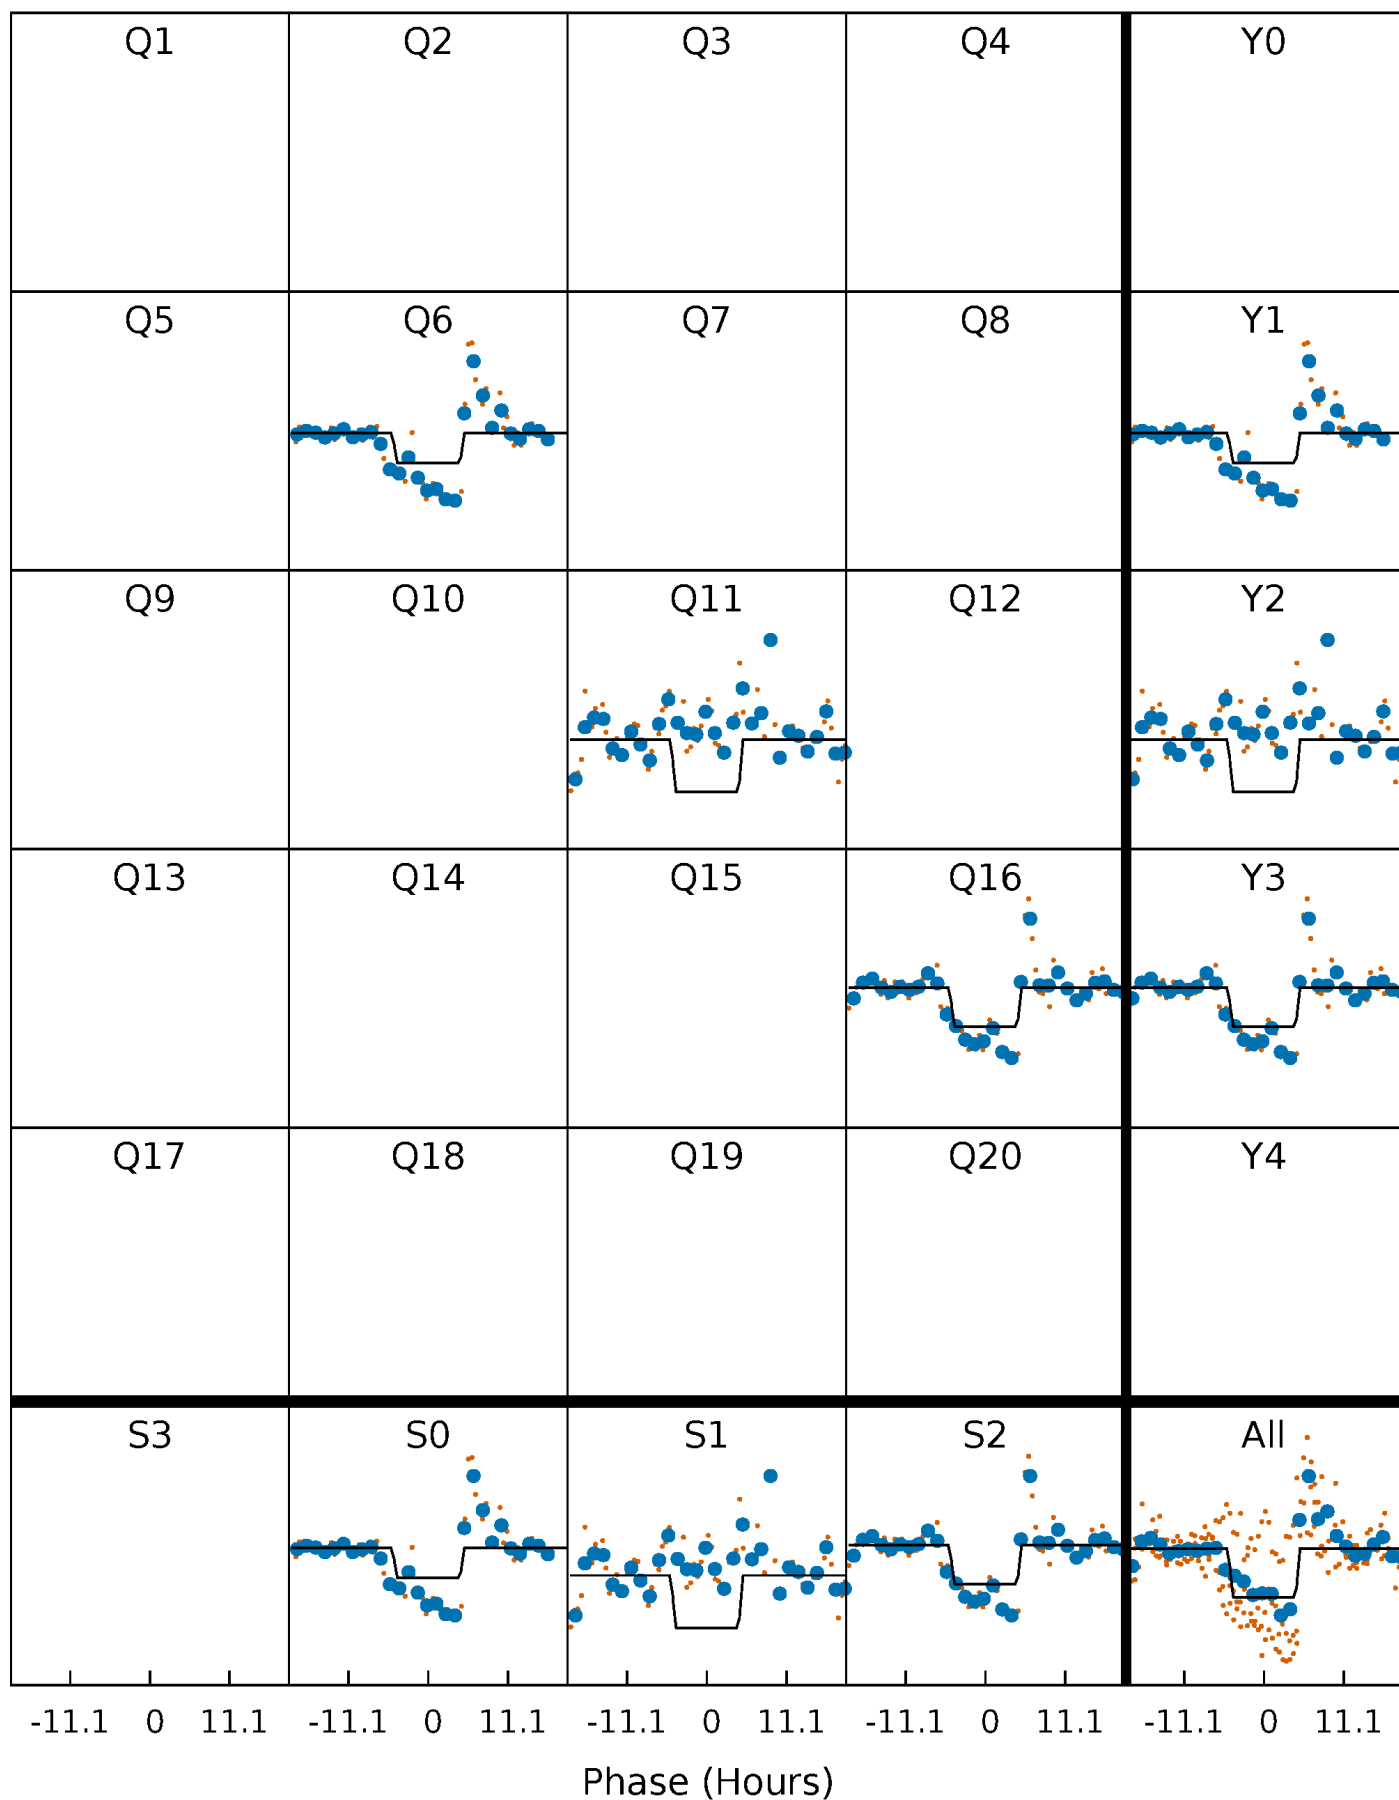 Q1 Q2 Q3 Q4 Y0
Q5 Q6 Q7 Q8 Y1
Q9 Q10 Q11 Q12 Y2
Q13 Q14 Q15 Q16 Y3
Q17 Q18 Q19 Q20 Y4
S3 S0 S1 S2 All
-11.1 0 11.1 -11.1 0 11.1 -11.1 0 11.1 -11.1 0 11.1 -11.1 0 11.1
Phase (Hours)